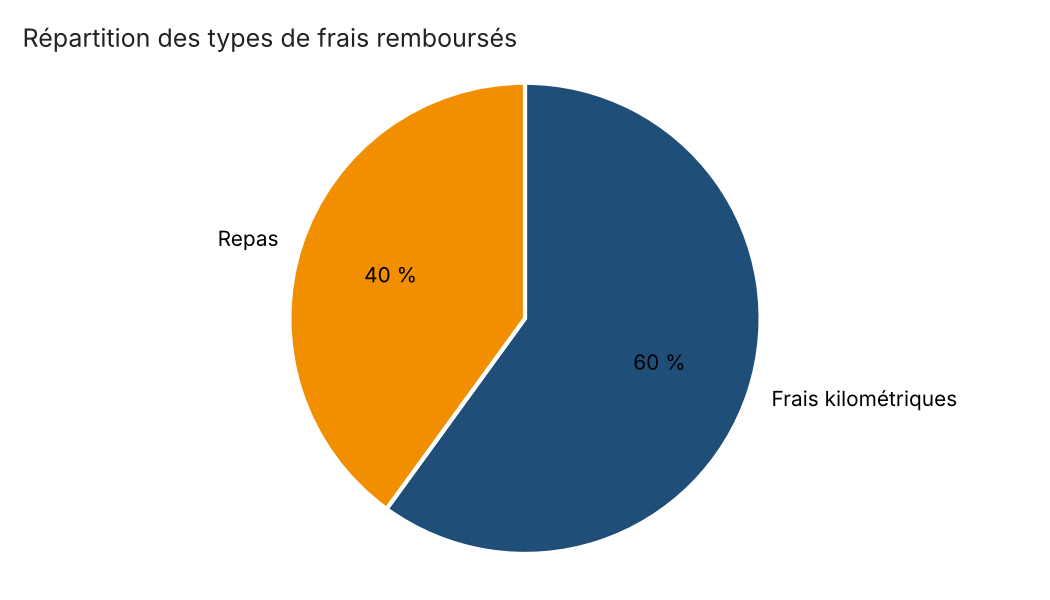 Répartition des types de frais remboursés
Repas
40 %
60 %
Frais kilométriques